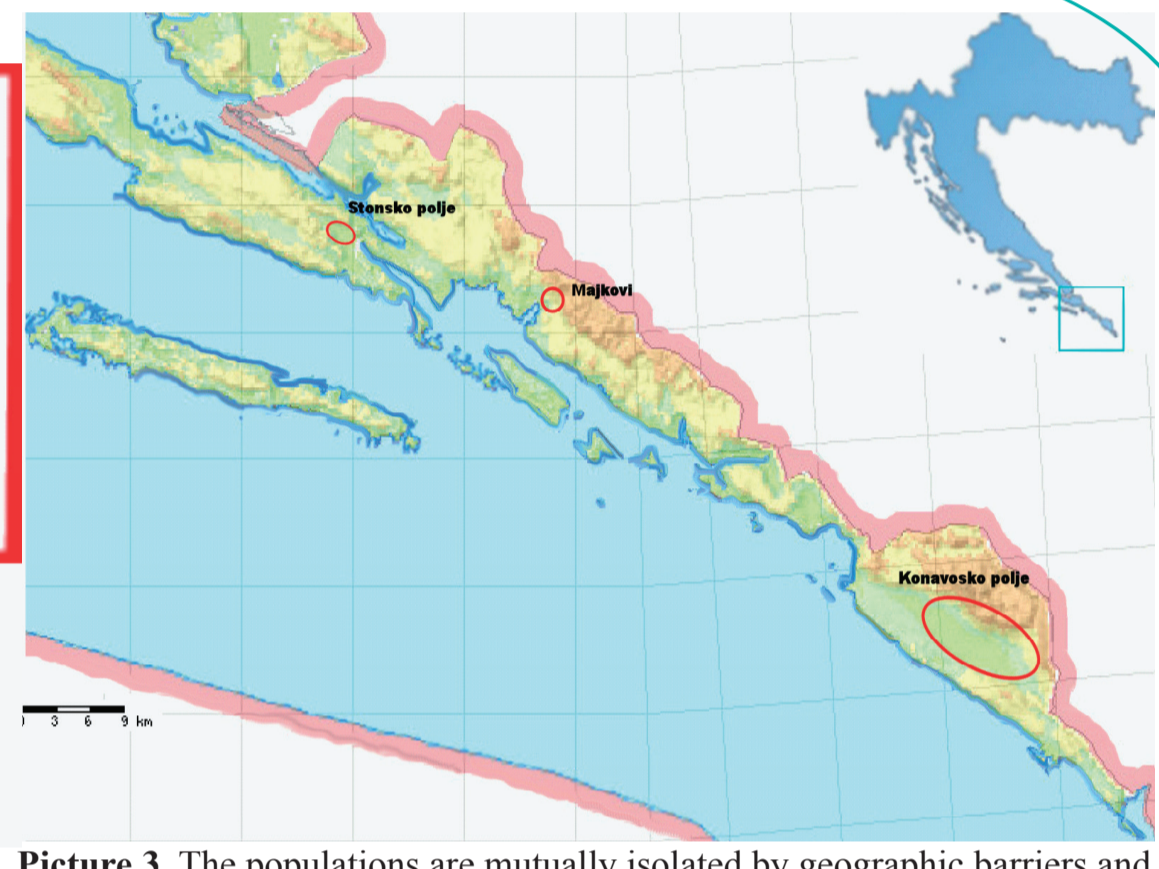 Stonsko polje
Majkovi
Konavosko polje
3 6 9 km
Picture 3. The populations are mutually isolated by geographic barriers and